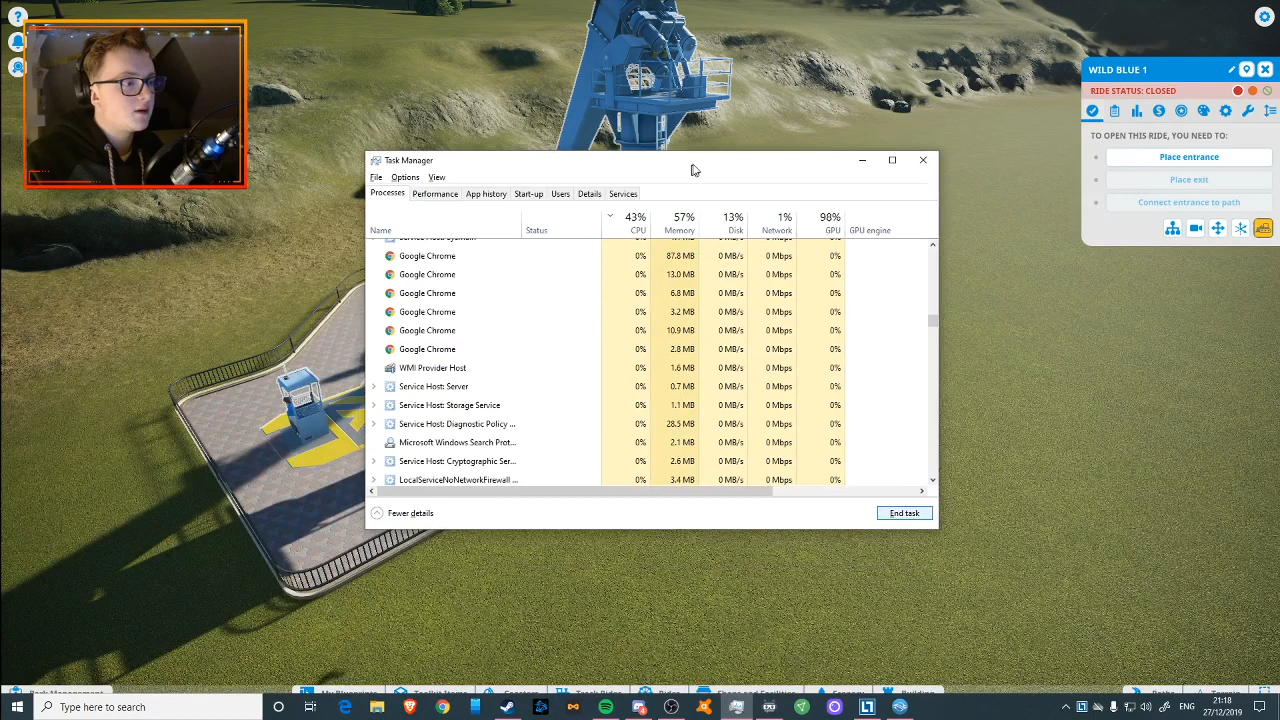 WILD BLUE 1
RIDE STATUS: CLOSED
TO OPEN THIS RIDE, YOU NEED TO:
Place entrance
Place exit
Connect entrance to path
Task Manager
File Options View
Processes Performance App history Start-up Users Details Services
43% 57% 13% 1% 98%
Name Status CPU Memory Disk Network GPU GPU engine
Google Chrome 0% 87.8 MB 0 MB/s 0 Mbps 0%
Google Chrome 0% 13.0 MB 0 MB/s 0 Mbps 0%
Google Chrome 0% 6.8 MB 0 MB/s 0 Mbps 0%
Google Chrome 0% 3.2 MB 0 MB/s 0 Mbps 0%
Google Chrome 0% 10.9 MB 0 MB/s 0 Mbps 0%
Google Chrome 0% 2.8 MB 0 MB/s 0 Mbps 0%
WMI Provider Host 0% 1.6 MB 0 MB/s 0 Mbps 0%
Service Host: Server 0% 0.7 MB 0 MB/s 0 Mbps 0%
Service Host: Storage Service 0% 1.1 MB 0 MB/s 0 Mbps 0%
Service Host: Diagnostic Policy ... 0% 28.5 MB 0 MB/s 0 Mbps 0%
Microsoft Windows Search Prot... 0% 2.1 MB 0 MB/s 0 Mbps 0%
Service Host: Cryptographic Ser... 0% 2.6 MB 0 MB/s 0 Mbps 0%
LocalServiceNoNetworkFirewall ... 0% 3.4 MB 0 MB/s 0 Mbps 0%
Fewer details
End task
Type here to search
ENG
21:18
27/12/2019